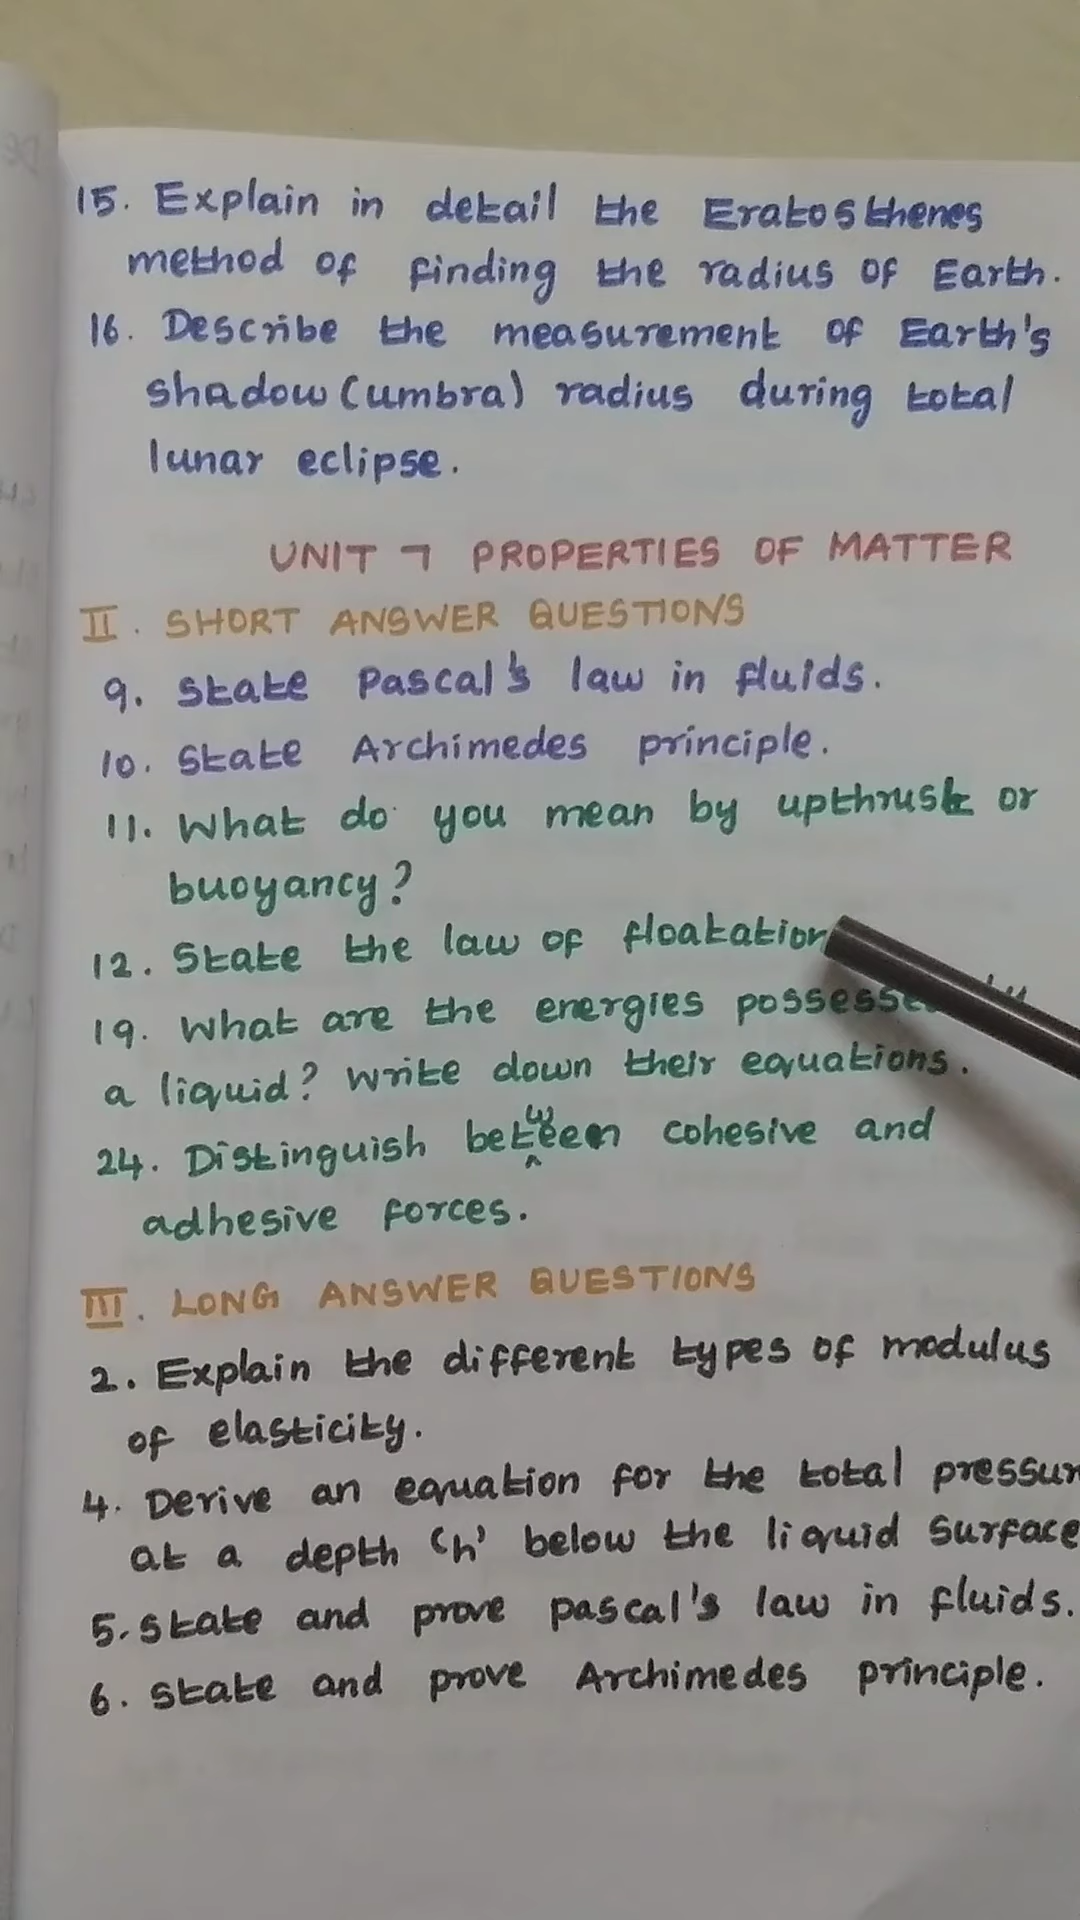 15. Explain in detail the Eratosthenes
method of finding the radius of Earth.
16. Describe the measurement of Earth's
shadow (umbra) radius during total
lunar eclipse.
UNIT 7 PROPERTIES OF MATTER
II. SHORT ANSWER QUESTIONS
9. State Pascal's law in fluids.
10. State Archimedes principle.
11. What do you mean by upthrust or
buoyancy?
12. State the law of floatation
19. What are the energies
a liquid? Write down their equations.
24. Distinguish between cohesive and
adhesive forces.
III. LONG ANSWER QUESTIONS
2. Explain the different types of modulus
of elasticity.
4. Derive an equation for the total pressur
at a depth 'h' below the liquid surface
5. State and prove pascal's law in fluids.
6. State and prove Archimedes principle.